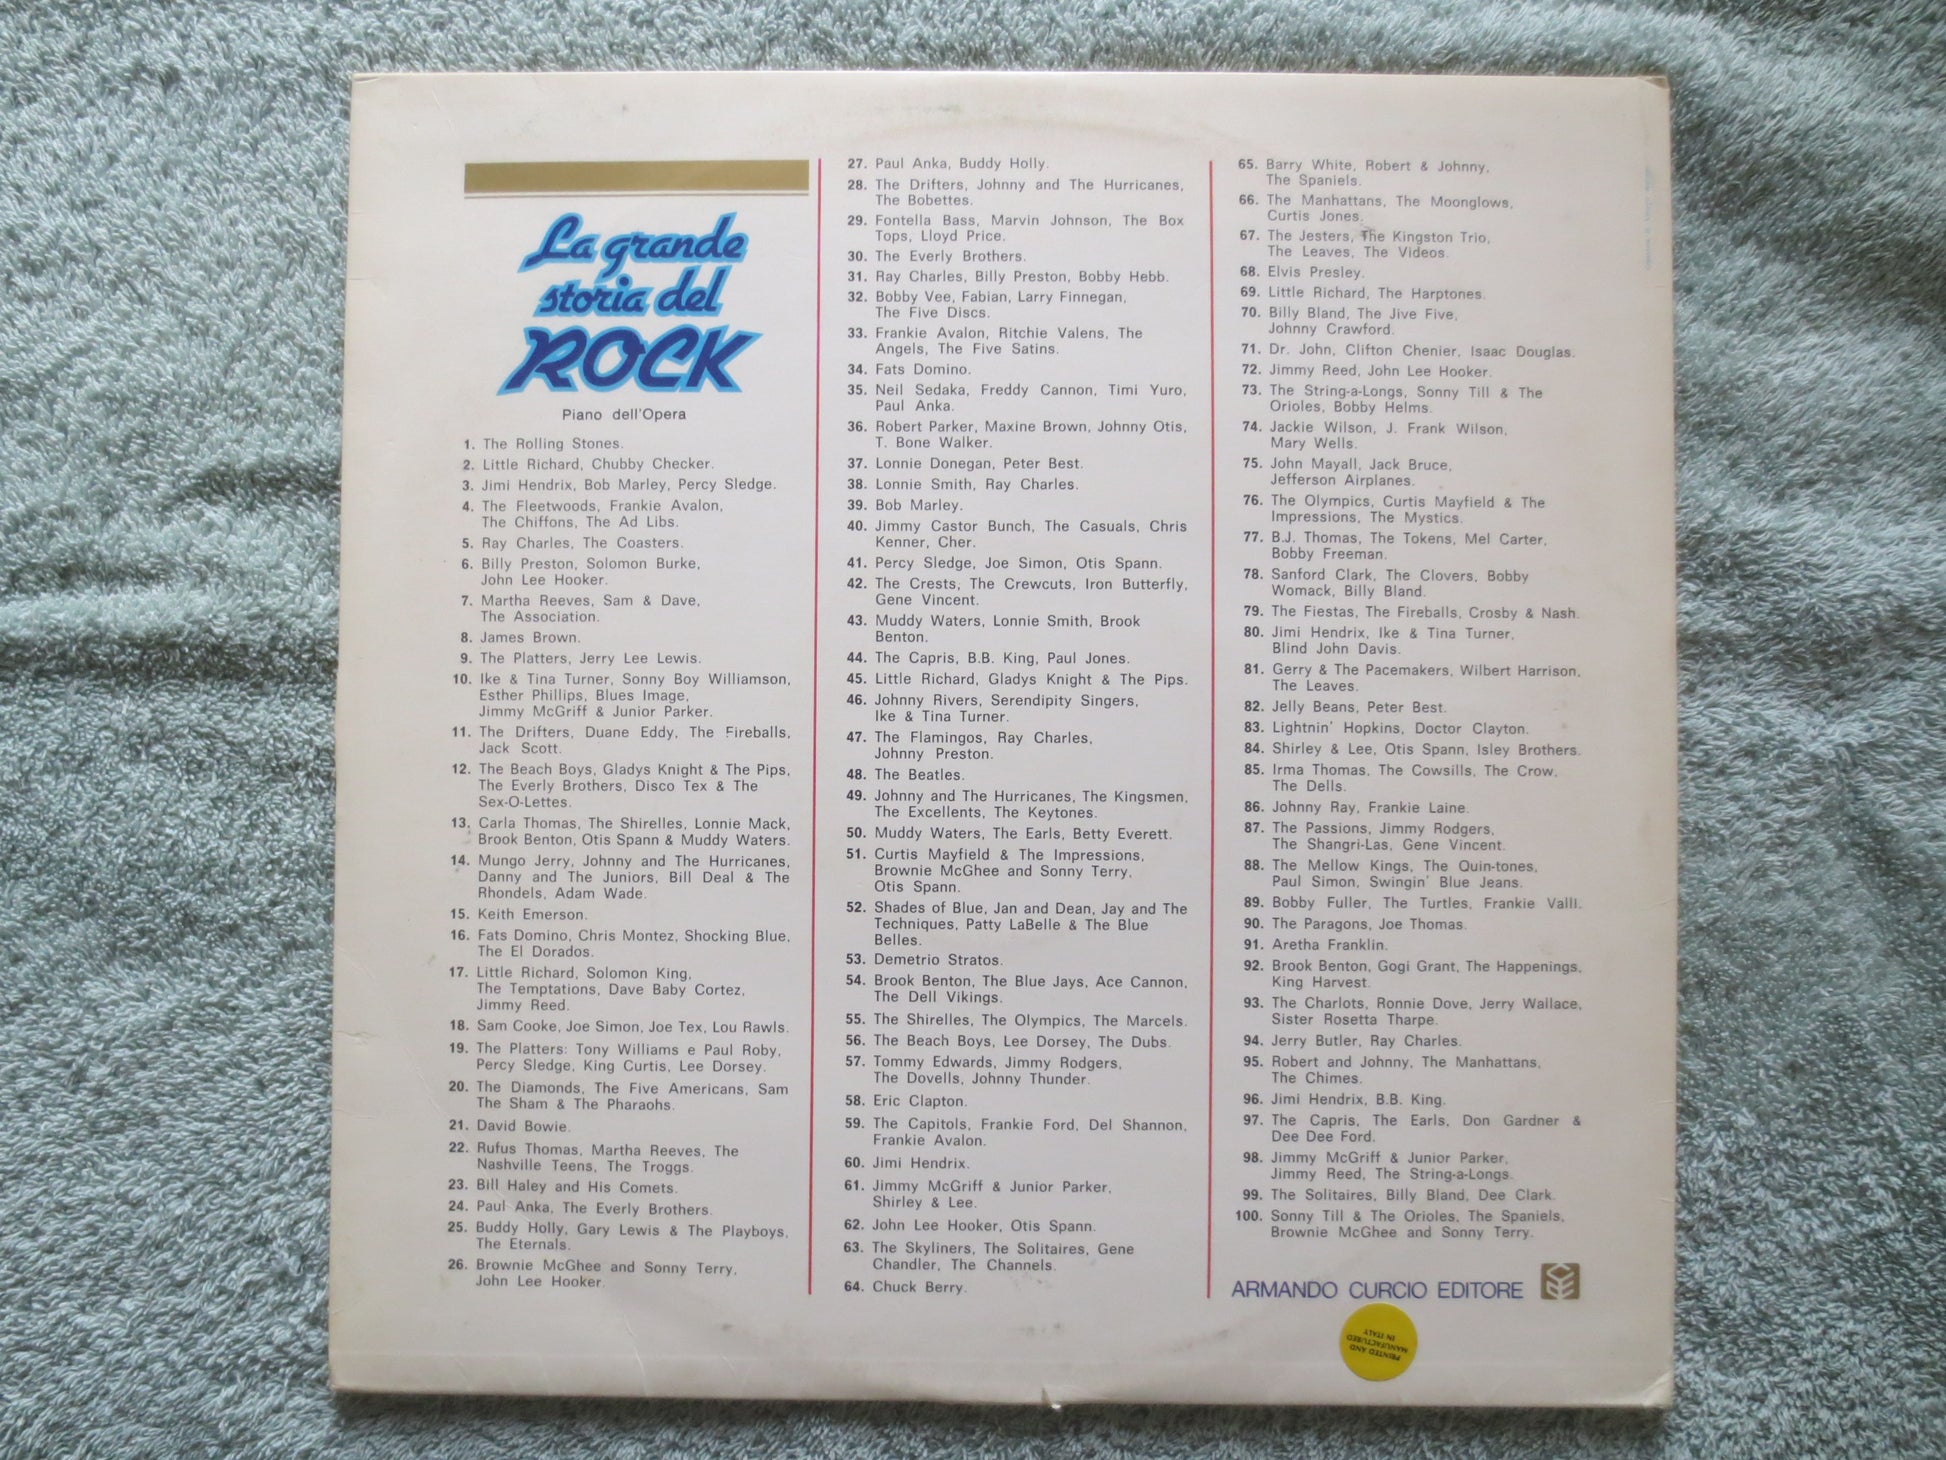 La grande
storia del
ROCK
Piano dell'Opera
1. The Rolling Stones.
2. Little Richard, Chubby Checker.
3. Jimi Hendrix, Bob Marley, Percy Sledge.
4. The Fleetwoods, Frankie Avalon,
The Chiffons, The Ad Libs.
5. Ray Charles, The Coasters.
6. Billy Preston, Solomon Burke,
John Lee Hooker.
7. Martha Reeves, Sam & Dave,
The Association.
8. James Brown.
9. The Platters, Jerry Lee Lewis.
10. Ike & Tina Turner, Sonny Boy Williamson,
Esther Phillips, Blues Image,
Jimmy McGriff & Junior Parker.
11. The Drifters, Duane Eddy, The Fireballs,
Jack Scott.
12. The Beach Boys, Gladys Knight & The Pips,
The Everly Brothers, Disco Tex & The
Sex-O-Lettes.
13. Carla Thomas, The Shirelles, Lonnie Mack,
Brook Benton, Otis Spann & Muddy Waters.
14. Mungo Jerry, Johnny and The Hurricanes,
Danny and The Juniors, Bill Deal & The
Rhondels, Adam Wade.
15. Keith Emerson.
16. Fats Domino, Chris Montez, Shocking Blue,
The El Dorados.
17. Little Richard, Solomon King,
The Temptations, Dave Baby Cortez,
Jimmy Reed.
18. Sam Cooke, Joe Simon, Joe Tex, Lou Rawls.
19. The Platters: Tony Williams e Paul Roby,
Percy Sledge, King Curtis, Lee Dorsey.
20. The Diamonds, The Five Americans, Sam
The Sham & The Pharaohs.
21. David Bowie.
22. Rufus Thomas, Martha Reeves, The
Nashville Teens, The Troggs.
23. Bill Haley and His Comets.
24. Paul Anka, The Everly Brothers.
25. Buddy Holly, Gary Lewis & The Playboys,
The Eternals.
26. Brownie McGhee and Sonny Terry,
John Lee Hooker.
27. Paul Anka, Buddy Holly.
28. The Drifters, Johnny and The Hurricanes,
The Bobettes.
29. Fontella Bass, Marvin Johnson, The Box
Tops, Lloyd Price.
30. The Everly Brothers.
31. Ray Charles, Billy Preston, Bobby Hebb.
32. Bobby Vee, Fabian, Larry Finnegan,
The Five Discs.
33. Frankie Avalon, Ritchie Valens, The
Angels, The Five Satins.
34. Fats Domino.
35. Neil Sedaka, Freddy Cannon, Timi Yuro,
Paul Anka.
36. Robert Parker, Maxine Brown, Johnny Otis,
T. Bone Walker.
37. Lonnie Donegan, Peter Best.
38. Lonnie Smith, Ray Charles.
39. Bob Marley.
40. Jimmy Castor Bunch, The Casuals, Chris
Kenner, Cher.
41. Percy Sledge, Joe Simon, Otis Spann.
42. The Crests, The Crewcuts, Iron Butterfly,
Gene Vincent.
43. Muddy Waters, Lonnie Smith, Brook
Benton.
44. The Capris, B.B. King, Paul Jones.
45. Little Richard, Gladys Knight & The Pips.
46. Johnny Rivers, Serendipity Singers,
Ike & Tina Turner.
47. The Flamingos, Ray Charles,
Johnny Preston.
48. The Beatles.
49. Johnny and The Hurricanes, The Kingsmen,
The Excellents, The Keytones.
50. Muddy Waters, The Earls, Betty Everett.
51. Curtis Mayfield & The Impressions,
Brownie McGhee and Sonny Terry,
Otis Spann.
52. Shades of Blue, Jan and Dean, Jay and The
Techniques, Patty LaBelle & The Blue
Belles.
53. Demetrio Stratos.
54. Brook Benton, The Blue Jays, Ace Cannon,
The Dell Vikings.
55. The Shirelles, The Olympics, The Marcels.
56. The Beach Boys, Lee Dorsey, The Dubs.
57. Tommy Edwards, Jimmy Rodgers,
The Dovells, Johnny Thunder.
58. Eric Clapton.
59. The Capitols, Frankie Ford, Del Shannon,
Frankie Avalon.
60. Jimi Hendrix.
61. Jimmy McGriff & Junior Parker,
Shirley & Lee.
62. John Lee Hooker, Otis Spann.
63. The Skyliners, The Solitaires, Gene
Chandler, The Channels.
64. Chuck Berry.
65. Barry White, Robert & Johnny,
The Spaniels.
66. The Manhattans, The Moonglows,
Curtis Jones.
67. The Jesters, The Kingston Trio,
The Leaves, The Videos.
68. Elvis Presley.
69. Little Richard, The Harptones.
70. Billy Bland, The Jive Five,
Johnny Crawford.
71. Dr. John, Clifton Chenier, Isaac Douglas.
72. Jimmy Reed, John Lee Hooker.
73. The String-a-Longs, Sonny Till & The
Orioles, Bobby Helms.
74. Jackie Wilson, J. Frank Wilson,
Mary Wells.
75. John Mayall, Jack Bruce,
Jefferson Airplanes.
76. The Olympics, Curtis Mayfield & The
Impressions, The Mystics.
77. B.J. Thomas, The Tokens, Mel Carter,
Bobby Freeman.
78. Sanford Clark, The Clovers, Bobby
Womack, Billy Bland.
79. The Fiestas, The Fireballs, Crosby & Nash.
80. Jimi Hendrix, Ike & Tina Turner,
Blind John Davis.
81. Gerry & The Pacemakers, Wilbert Harrison,
The Leaves.
82. Jelly Beans, Peter Best.
83. Lightnin' Hopkins, Doctor Clayton.
84. Shirley & Lee, Otis Spann, Isley Brothers.
85. Irma Thomas, The Cowsills, The Crow,
The Dells.
86. Johnny Ray, Frankie Laine.
87. The Passions, Jimmy Rodgers,
The Shangri-Las, Gene Vincent.
88. The Mellow Kings, The Quin-tones,
Paul Simon, Swingin' Blue Jeans.
89. Bobby Fuller, The Turtles, Frankie Valli.
90. The Paragons, Joe Thomas.
91. Aretha Franklin.
92. Brook Benton, Gogi Grant, The Happenings,
King Harvest.
93. The Charlots, Ronnie Dove, Jerry Wallace,
Sister Rosetta Tharpe.
94. Jerry Butler, Ray Charles.
95. Robert and Johnny, The Manhattans,
The Chimes.
96. Jimi Hendrix, B.B. King.
97. The Capris, The Earls, Don Gardner &
Dee Dee Ford.
98. Jimmy McGriff & Junior Parker,
Jimmy Reed, The String-a-Longs.
99. The Solitaires, Billy Bland, Dee Clark.
100. Sonny Till & The Orioles, The Spaniels,
Brownie McGhee and Sonny Terry.
ARMANDO CURCIO EDITORE
PRINTED AND
MANUFACTURED
IN ITALY